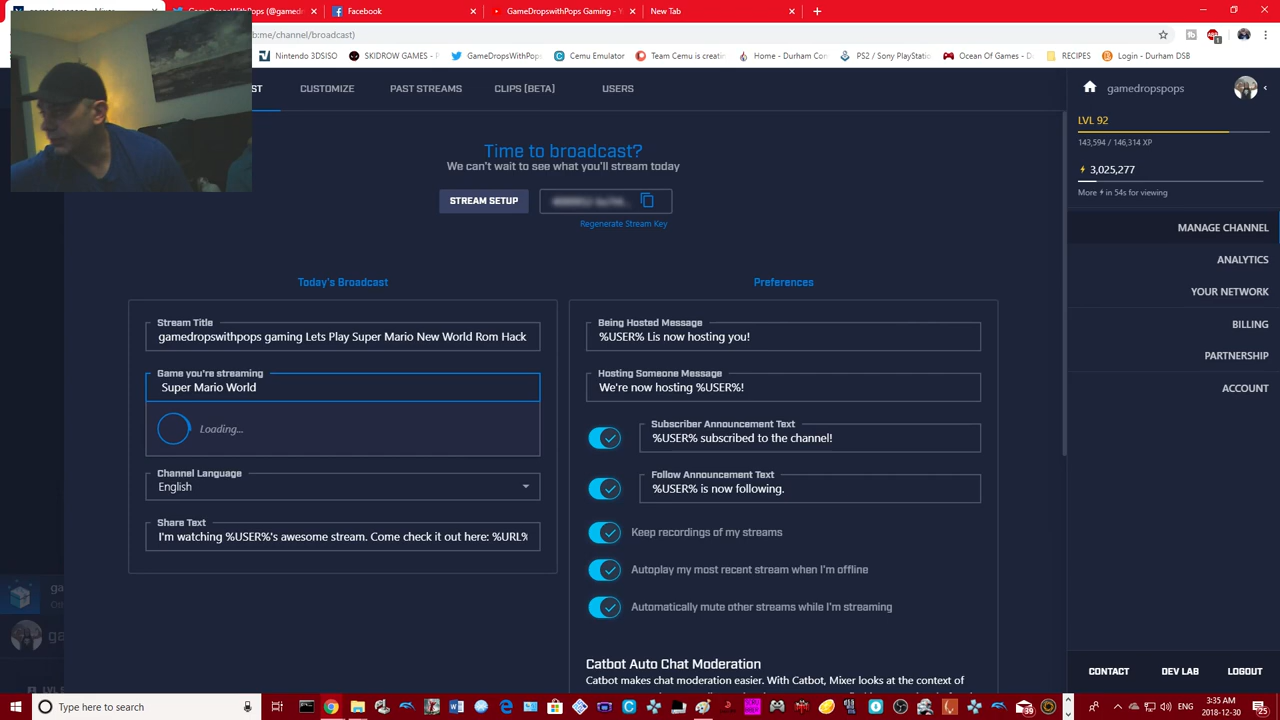 GameDropsWithPops (@gamed
Facebook
GameDropswithPops Gaming - Y
New Tab
b:me/channel/broadcast)
Nintendo 3DSISO
SKIDROW GAMES -
GameDropsWithPops
Cemu Emulator
Team Cemu is creatin
Home - Durham Con
PS2 / Sony PlayStatio
Ocean Of Games - D
RECIPES
Login - Durham DSB
ST
CUSTOMIZE
PAST STREAMS
CLIPS [BETA]
USERS
gamedropspops
LVL 92
143,594 / 146,314 XP
3,025,277
More in 54s for viewing
MANAGE CHANNEL
ANALYTICS
YOUR NETWORK
BILLING
PARTNERSHIP
ACCOUNT
Time to broadcast?
We can't wait to see what you'll stream today
STREAM SETUP
Regenerate Stream Key
Today's Broadcast
Stream Title
gamedropswithpops gaming Lets Play Super Mario New World Rom Hack
Game you're streaming
Super Mario World
Loading...
Channel Language
English
Share Text
I'm watching %USER%'s awesome stream. Come check it out here: %URL%
Preferences
Being Hosted Message
%USER% Lis now hosting you!
Hosting Someone Message
We're now hosting %USER%!
Subscriber Announcement Text
%USER% subscribed to the channel!
Follow Announcement Text
%USER% is now following.
Keep recordings of my streams
Autoplay my most recent stream when I'm offline
Automatically mute other streams while I'm streaming
Catbot Auto Chat Moderation
Catbot makes chat moderation easier. With Catbot, Mixer looks at the context of
CONTACT
DEV LAB
LOGOUT
Type here to search
39
ENG
3:35 AM
2018-12-30
25